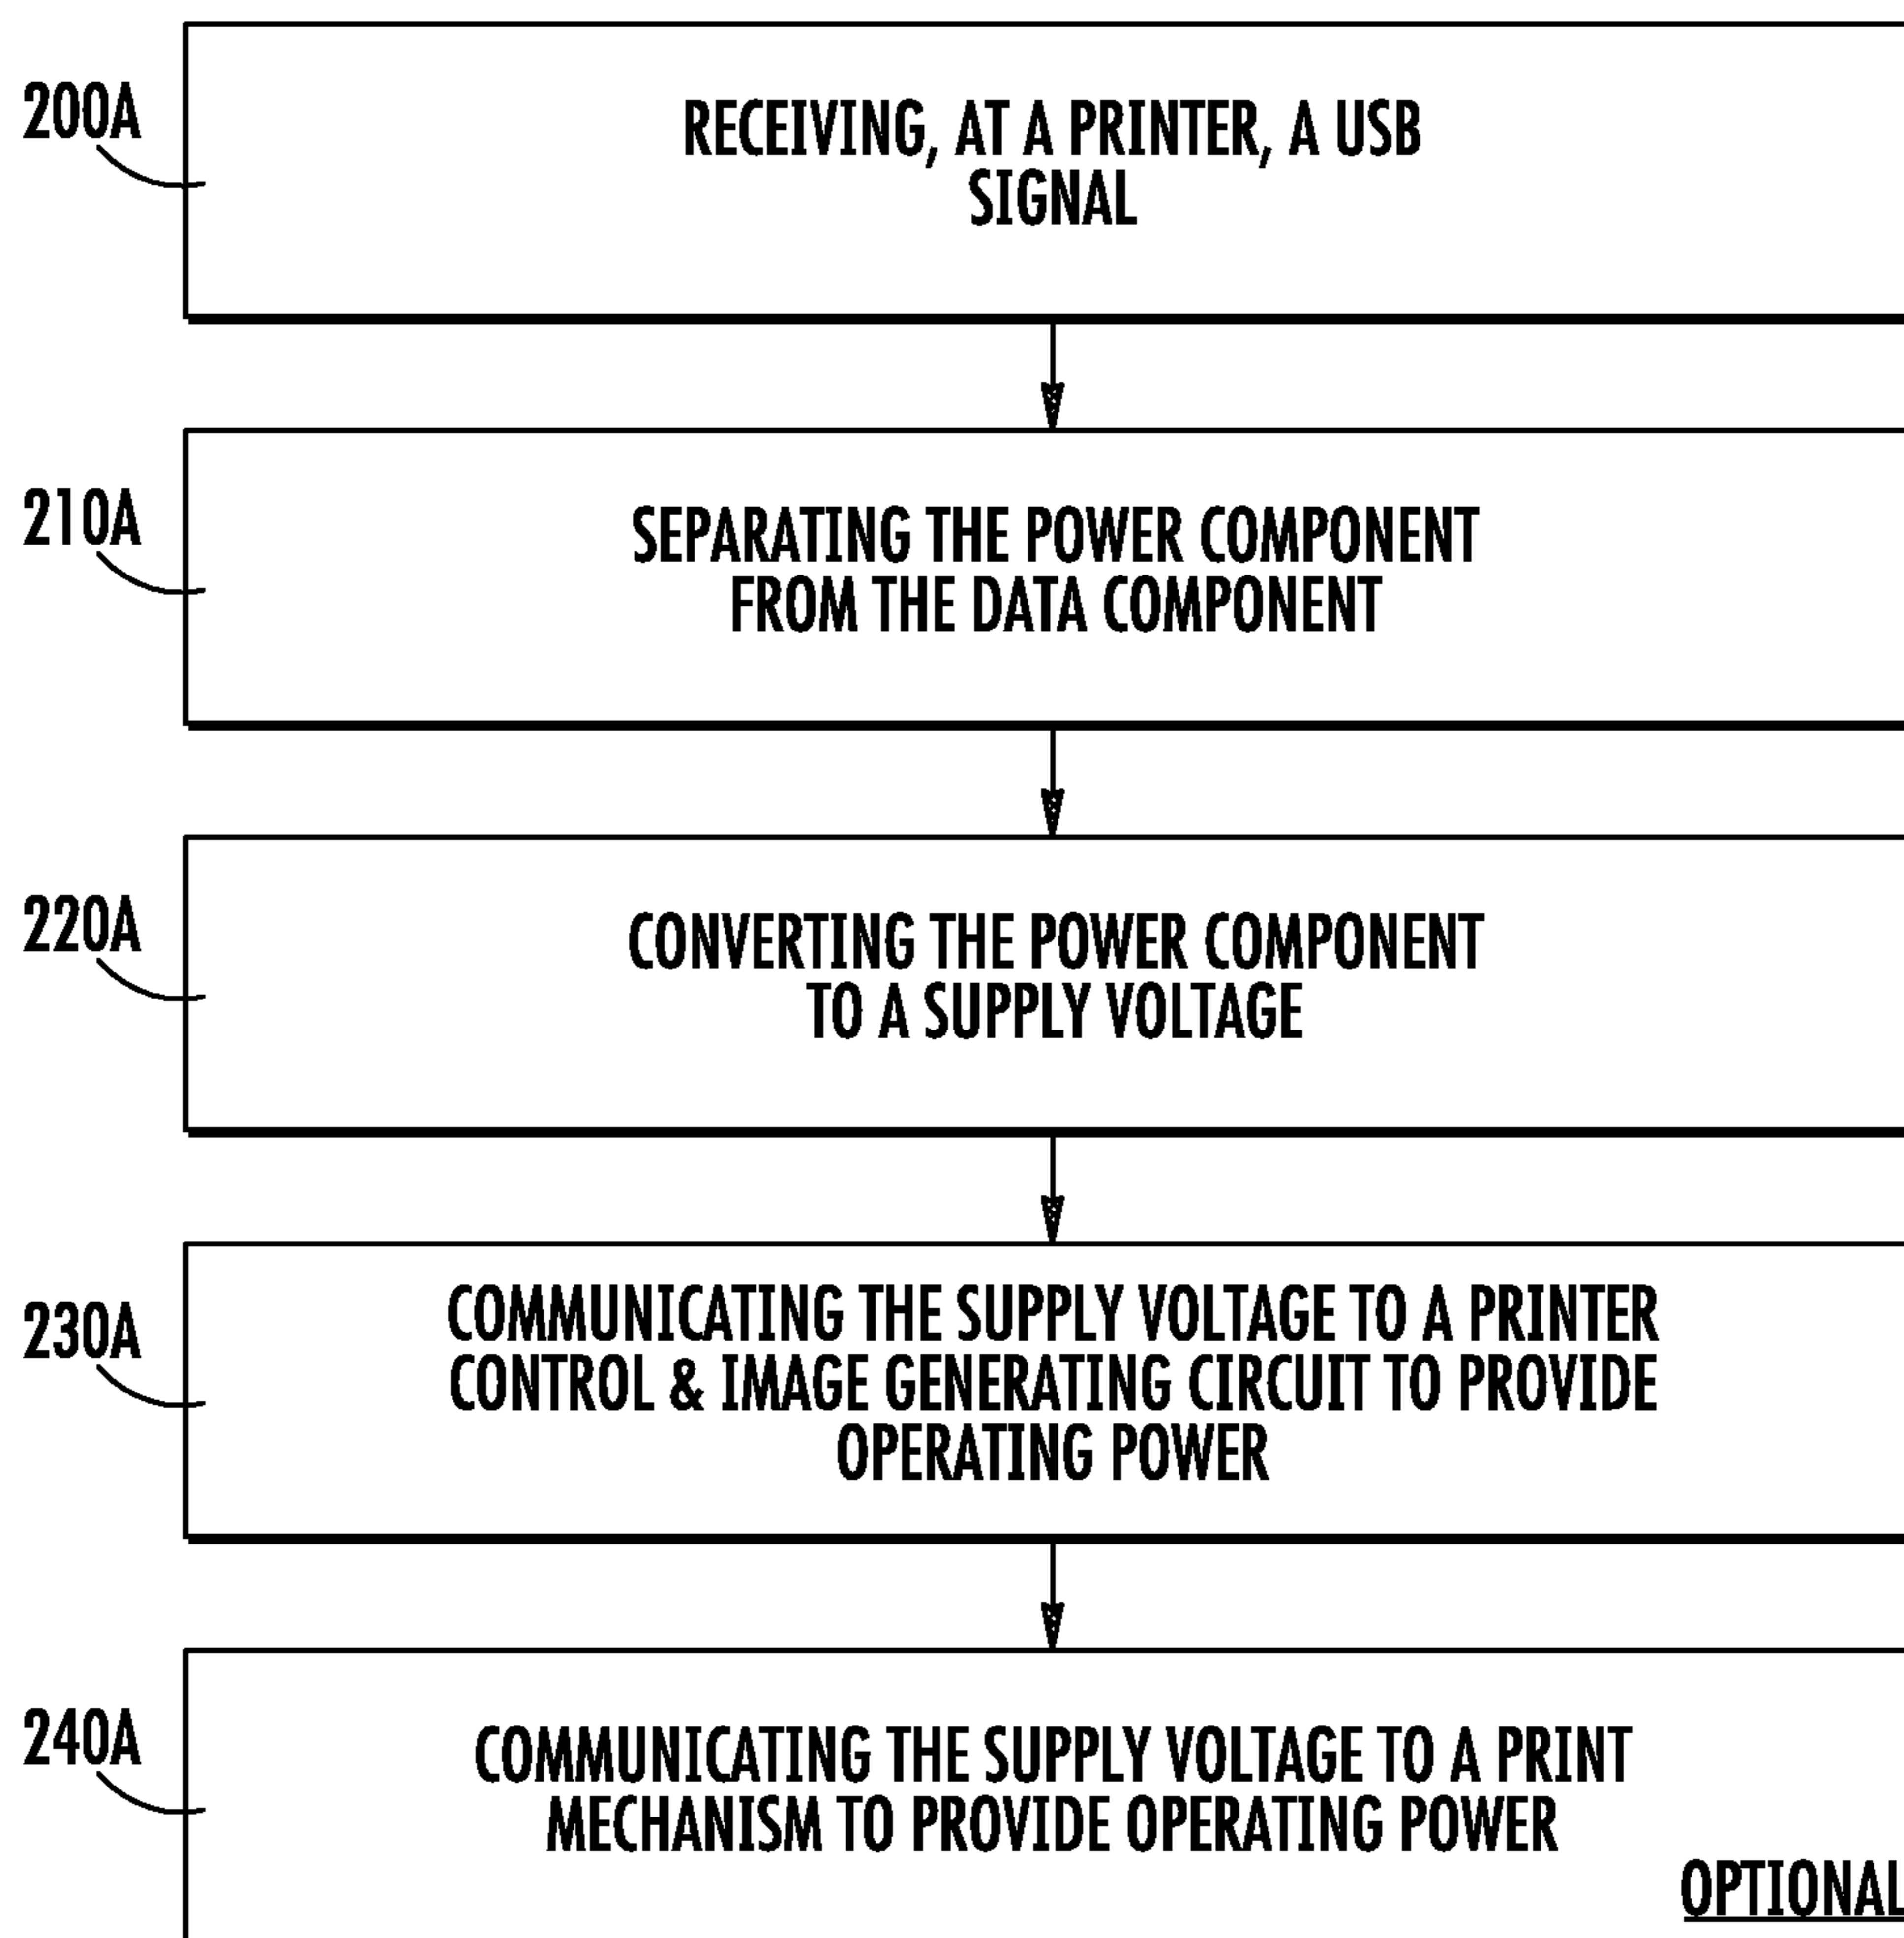 200A
RECEIVING, AT A PRINTER, A USB
SIGNAL
210A
SEPARATING THE POWER COMPONENT
FROM THE DATA COMPONENT
220A
CONVERTING THE POWER COMPONENT
TO A SUPPLY VOLTAGE
230A
COMMUNICATING THE SUPPLY VOLTAGE TO A PRINTER
CONTROL & IMAGE GENERATING CIRCUIT TO PROVIDE
OPERATING POWER
240A
COMMUNICATING THE SUPPLY VOLTAGE TO A PRINT
MECHANISM TO PROVIDE OPERATING POWER
OPTIONAL